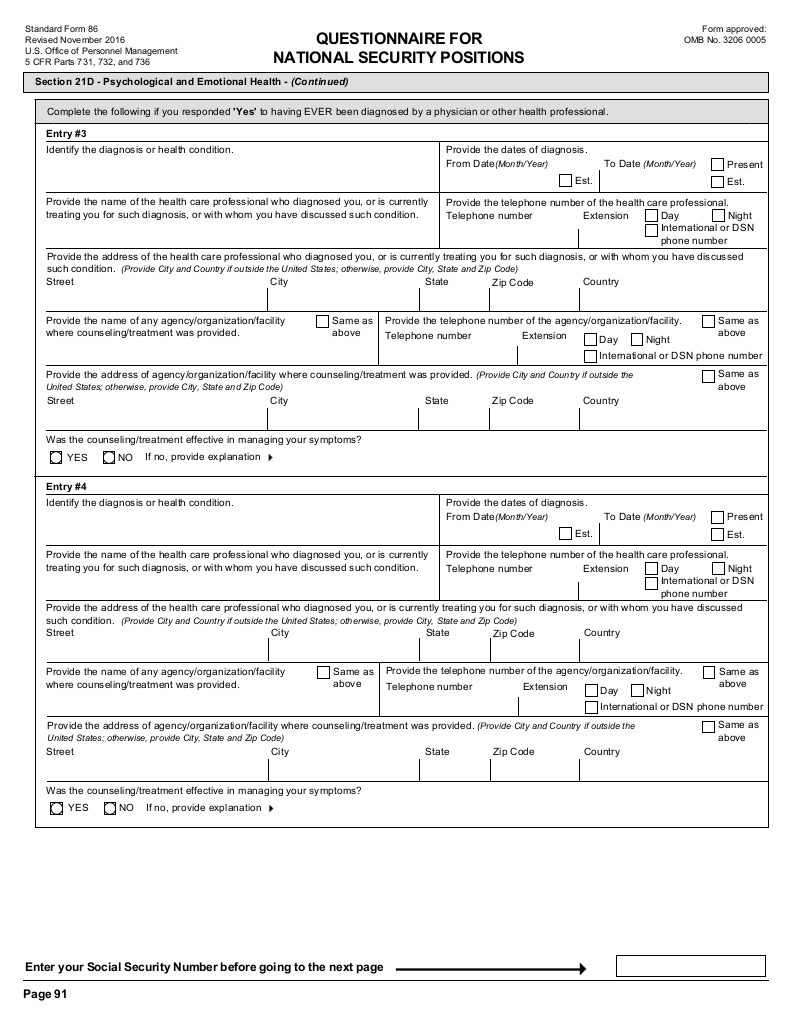 Standard Form 86
Revised November 2016
U.S. Office of Personnel Management
5 CFR Parts 731, 732, and 736
QUESTIONNAIRE FOR
NATIONAL SECURITY POSITIONS
Form approved:
OMB No. 3206 0005
Section 21D - Psychological and Emotional Health - (Continued)
Complete the following if you responded 'Yes' to having EVER been diagnosed by a physician or other health professional.
Entry #3
Identify the diagnosis or health condition.
Provide the dates of diagnosis.
From Date(Month/Year)
To Date (Month/Year)
Present
Est.
Est.
Provide the name of the health care professional who diagnosed you, or is currently
treating you for such diagnosis, or with whom you have discussed such condition.
Provide the telephone number of the health care professional.
Telephone number
Extension
Day
Night
International or DSN
phone number
Provide the address of the health care professional who diagnosed you, or is currently treating you for such diagnosis, or with whom you have discussed
such condition. (Provide City and Country if outside the United States; otherwise, provide City, State and Zip Code)
Street
City
State
Zip Code
Country
Provide the name of any agency/organization/facility
where counseling/treatment was provided.
Same as
above
Provide the telephone number of the agency/organization/facility.
Telephone number
Extension
Day
Night
International or DSN phone number
Same as
above
Provide the address of agency/organization/facility where counseling/treatment was provided. (Provide City and Country if outside the
United States; otherwise, provide City, State and Zip Code)
Same as
above
Street
City
State
Zip Code
Country
Was the counseling/treatment effective in managing your symptoms?
YES
NO
If no, provide explanation
Entry #4
Identify the diagnosis or health condition.
Provide the dates of diagnosis.
From Date(Month/Year)
To Date (Month/Year)
Present
Est.
Est.
Provide the name of the health care professional who diagnosed you, or is currently
treating you for such diagnosis, or with whom you have discussed such condition.
Provide the telephone number of the health care professional.
Telephone number
Extension
Day
Night
International or DSN
phone number
Provide the address of the health care professional who diagnosed you, or is currently treating you for such diagnosis, or with whom you have discussed
such condition. (Provide City and Country if outside the United States; otherwise, provide City, State and Zip Code)
Street
City
State
Zip Code
Country
Provide the name of any agency/organization/facility
where counseling/treatment was provided.
Same as
above
Provide the telephone number of the agency/organization/facility.
Telephone number
Extension
Day
Night
International or DSN phone number
Same as
above
Provide the address of agency/organization/facility where counseling/treatment was provided. (Provide City and Country if outside the
United States; otherwise, provide City, State and Zip Code)
Same as
above
Street
City
State
Zip Code
Country
Was the counseling/treatment effective in managing your symptoms?
YES
NO
If no, provide explanation
Enter your Social Security Number before going to the next page
Page 91